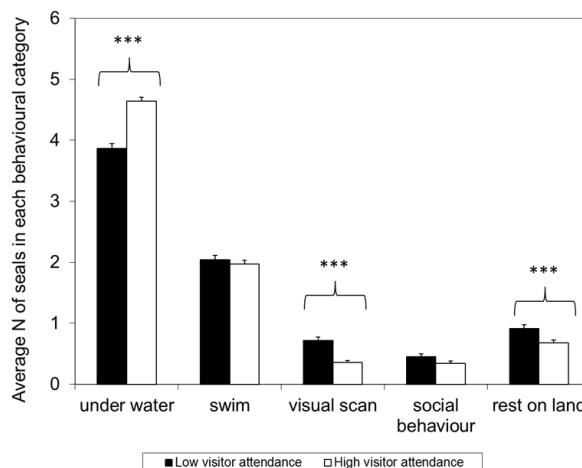 Average N of seals in each behavioural category
6
5
4
3
2
1
0
***
***
***
under water
swim
visual scan
social
behaviour
rest on land
Low visitor attendance
High visitor attendance